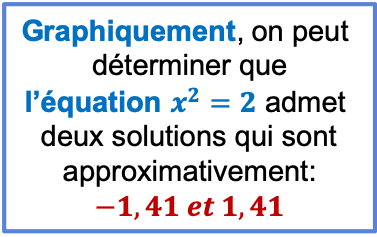 Graphiquement, on peut
déterminer que
l’équation x² = 2 admet
deux solutions qui sont
approximativement:
−1, 41 et 1, 41